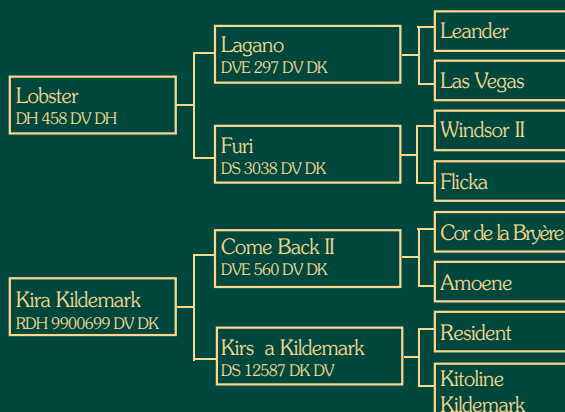 Lobster
DH 458 DV DH
Lagano
DVE 297 DV DK
Leander
Las Vegas
Furi
DS 3038 DV DK
Windsor II
Flicka
Kira Kildemark
RDH 9900699 DV DK
Come Back II
DVE 560 DV DK
Cor de la Bryère
Amoene
Kirs a Kildemark
DS 12587 DK DV
Resident
Kitoline
Kildemark